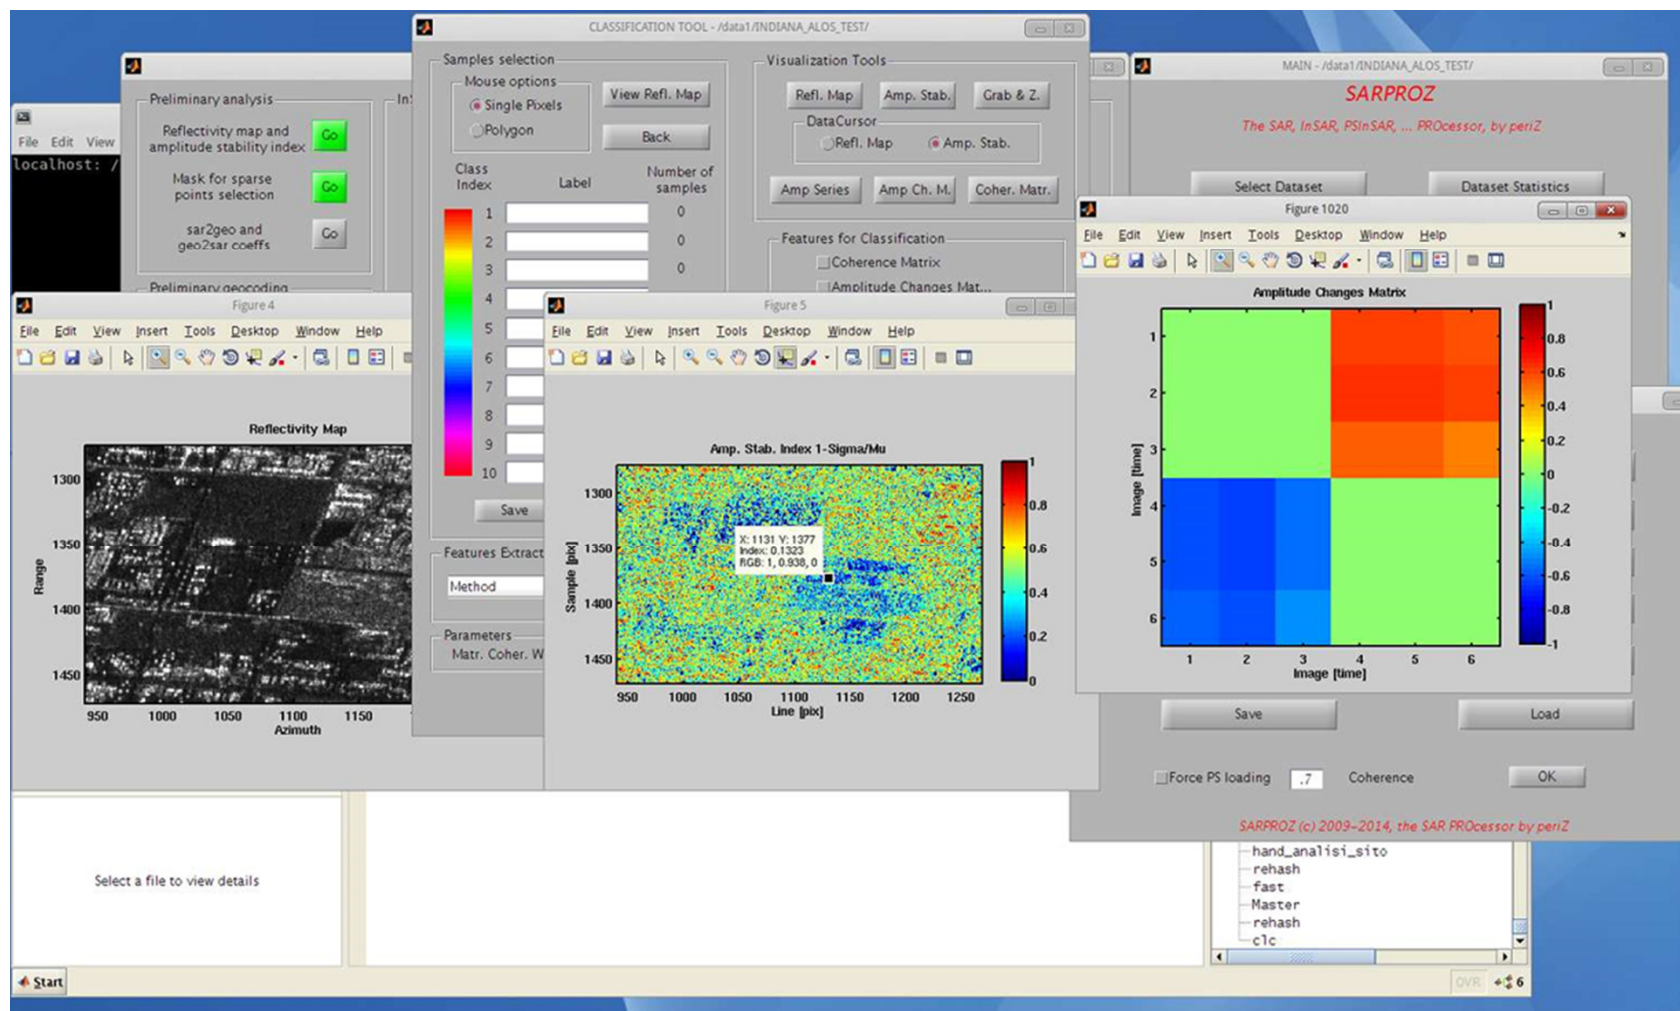 CLASSIFICATION TOOL - /data1/INDIANA_ALOS_TEST/
Samples selection
Mouse options
Single Pixels
Polygon
View Refl. Map
Back
Class Index
Label
Number of samples
1 0
2 0
3 0
4
5
6
7
8
9
10
Save
Features Extract
Method
Parameters
Matr. Coher. W
Visualization Tools
Refl. Map
Amp. Stab.
Grab & Z.
DataCursor
Refl. Map
Amp. Stab.
Amp Series
Amp Ch. M.
Coher. Matr.
Features for Classification
Coherence Matrix
Amplitude Changes Mat...
File Edit View
localhost: /
Preliminary analysis
Reflectivity map and
amplitude stability index
Go
Mask for sparse
points selection
Go
sar2geo and
geo2sar coeffs
Go
Preliminary geocoding
InS
MAIN - /data1/INDIANA_ALOS_TEST/
SARPROZ
The SAR, InSAR, PSInSAR, ... PROcessor, by periZ
Select Dataset
Dataset Statistics
Figure 4
File Edit View Insert Tools Desktop Window Help
Reflectivity Map
Range
1300
1350
1400
1450
950 1000 1050 1100 1150
Azimuth
Figure 5
File Edit View Insert Tools Desktop Window Help
Amp. Stab. Index 1-Sigma/Mu
Sample [pix]
1300
1350
1400
1450
X: 1131 Y: 1377
Index: 0.1323
RGB: 1, 0.938, 0
950 1000 1050 1100 1150 1200 1250
Line [pix]
1
0.8
0.6
0.4
0.2
0
Figure 1020
File Edit View Insert Tools Desktop Window Help
Amplitude Changes Matrix
Image [time]
1
2
3
4
5
6
1 2 3 4 5 6
Image [time]
1
0.8
0.6
0.4
0.2
0
-0.2
-0.4
-0.6
-0.8
-1
Save
Load
Force PS loading
.7
Coherence
OK
SARPROZ (c) 2009-2014, the SAR PROcessor by periZ
Select a file to view details
hand_analisi_sito
rehash
fast
Master
rehash
clc
Start
OVR
6